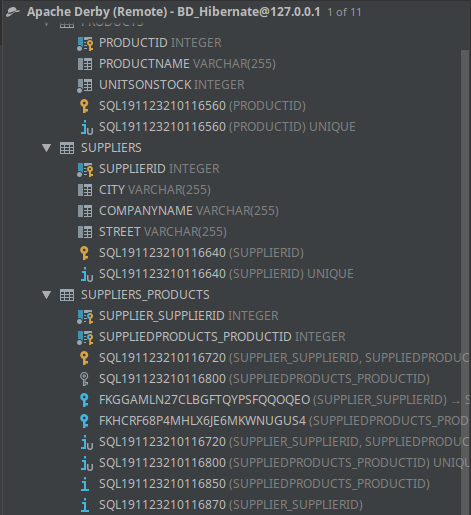 Apache Derby (Remote) - BD_Hibernate@127.0.0.1 1 of 11
PRODUCTS
PRODUCTID INTEGER
PRODUCTNAME VARCHAR(255)
UNITSONSTOCK INTEGER
SQL191123210116560 (PRODUCTID)
SQL191123210116560 (PRODUCTID) UNIQUE
SUPPLIERS
SUPPLIERID INTEGER
CITY VARCHAR(255)
COMPANYNAME VARCHAR(255)
STREET VARCHAR(255)
SQL191123210116640 (SUPPLIERID)
SQL191123210116640 (SUPPLIERID) UNIQUE
SUPPLIERS_PRODUCTS
SUPPLIER_SUPPLIERID INTEGER
SUPPLIEDPRODUCTS_PRODUCTID INTEGER
SQL191123210116720 (SUPPLIER_SUPPLIERID, SUPPLIEDPRODUC
SQL191123210116800 (SUPPLIEDPRODUCTS_PRODUCTID)
FKGGAMLN27CLBGFTQYPSFQQOQEO (SUPPLIER_SUPPLIERID) → S
FKHCRF68P4MHLX6JE6MKWNUGUS4 (SUPPLIEDPRODUCTS_PROD
SQL191123210116720 (SUPPLIER_SUPPLIERID, SUPPLIEDPRODUC
SQL191123210116800 (SUPPLIEDPRODUCTS_PRODUCTID) UNIQU
SQL191123210116850 (SUPPLIEDPRODUCTS_PRODUCTID)
SQL191123210116870 (SUPPLIER_SUPPLIERID)